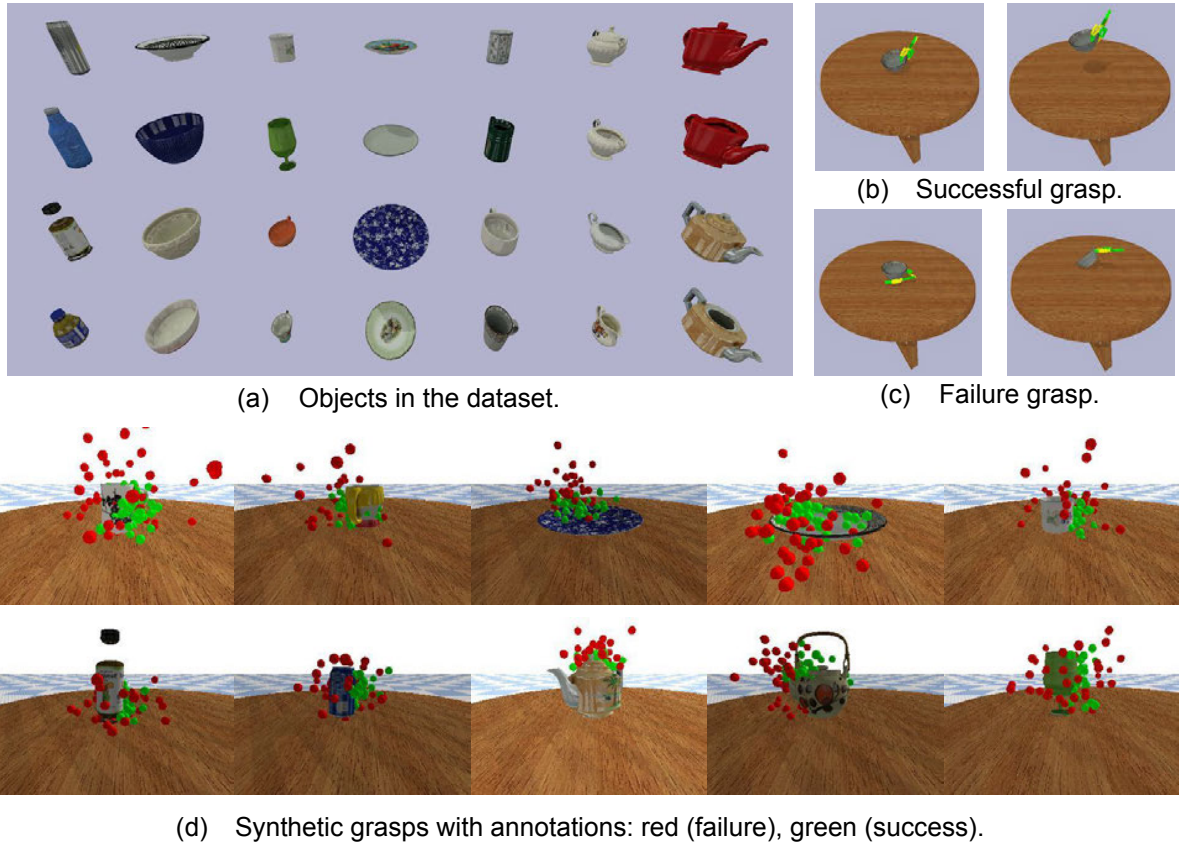 (b) Successful grasp.
(a) Objects in the dataset.
(c) Failure grasp.
(d) Synthetic grasps with annotations: red (failure), green (success).